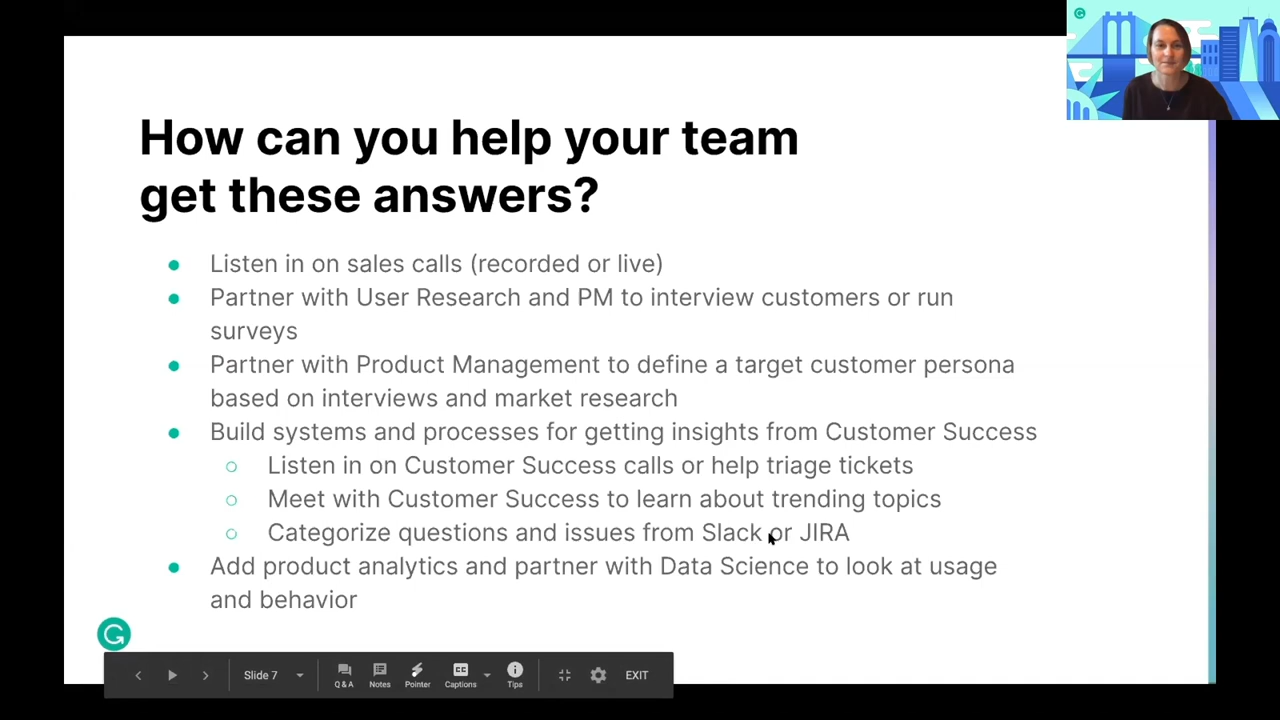 How can you help your team
get these answers?
● Listen in on sales calls (recorded or live)
● Partner with User Research and PM to interview customers or run
surveys
● Partner with Product Management to define a target customer persona
based on interviews and market research
● Build systems and processes for getting insights from Customer Success
○ Listen in on Customer Success calls or help triage tickets
○ Meet with Customer Success to learn about trending topics
○ Categorize questions and issues from Slack or JIRA
● Add product analytics and partner with Data Science to look at usage
and behavior
Slide 7
Q & A
Notes
Pointer
CC
Captions
Tips
EXIT